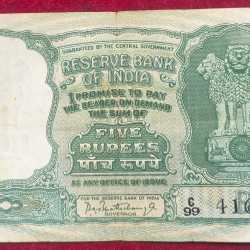 GUARANTEED BY THE CENTRAL GOVERNMENT
RESERVE BANK
OF INDIA
I PROMISE TO PAY
THE BEARER ON DEMAND
THE SUM OF
FIVE
RUPEES
पाँच रुपये
AT ANY OFFICE OF ISSUE
FOR THE RESERVE BANK OF INDIA
GOVERNOR
C/99 41